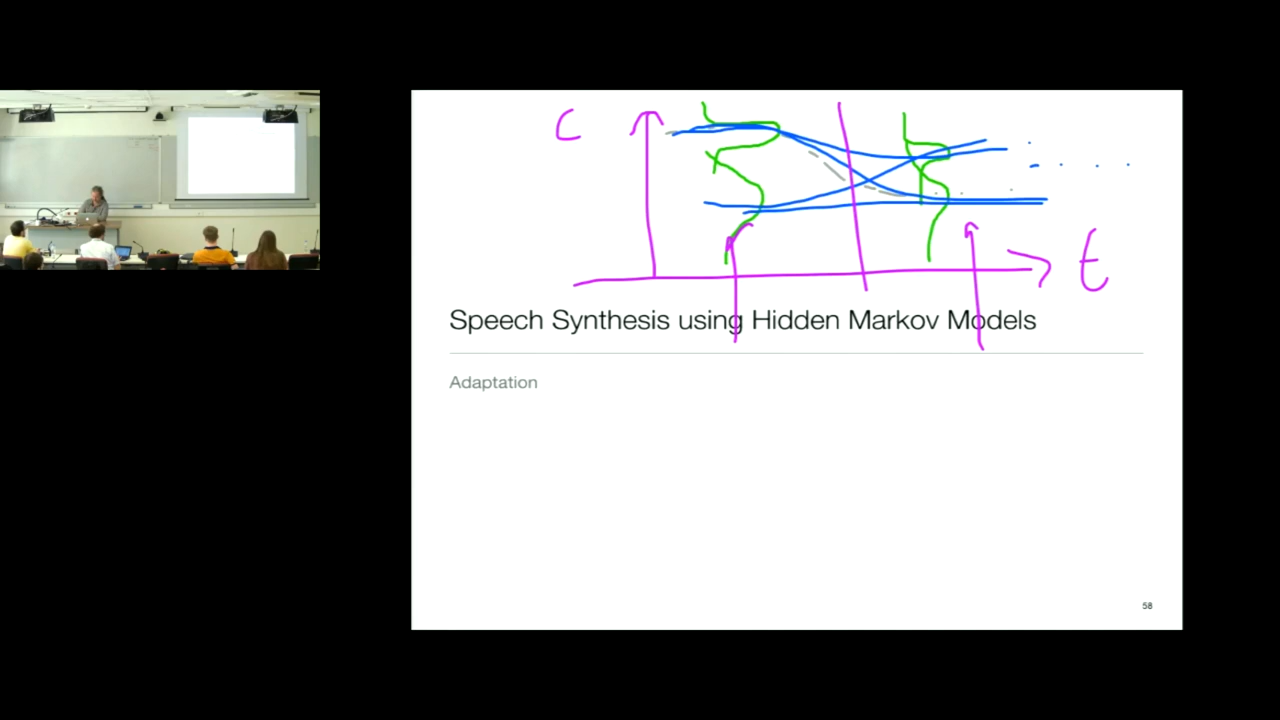 c
t
Speech Synthesis using Hidden Markov Models
Adaptation
58